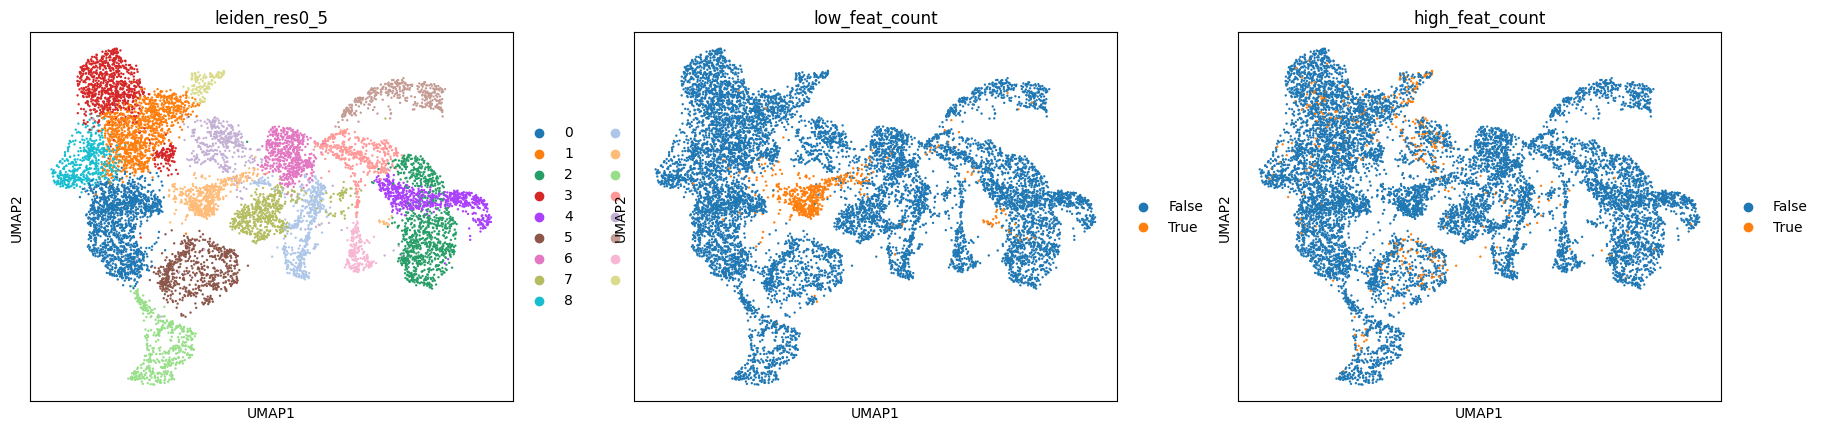 leiden_res0_5
UMAP2
UMAP1
0
1
2
3
4
5
6
7
8
low_feat_count
UMAP2
UMAP1
False
True
high_feat_count
UMAP2
UMAP1
False
True